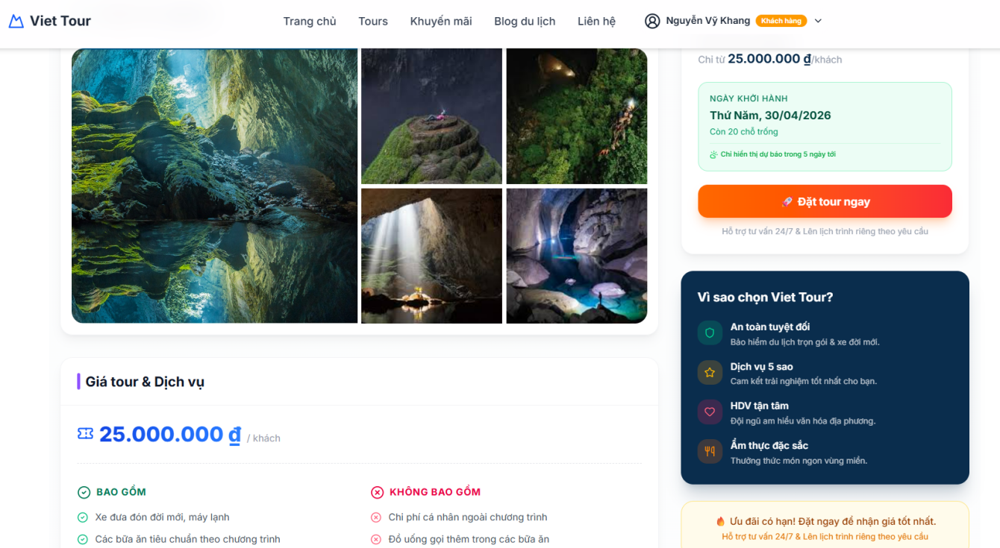 Viet Tour
Trang chủ
Tours
Khuyến mãi
Blog du lịch
Liên hệ
Nguyễn Vỹ Khang
Khách hàng
Chỉ từ 25.000.000 ₫/khách
NGÀY KHỞI HÀNH
Thứ Năm, 30/04/2026
Còn 20 chỗ trống
Chỉ hiển thị dự báo trong 5 ngày tới
🚀 Đặt tour ngay
Hỗ trợ tư vấn 24/7 & Lên lịch trình riêng theo yêu cầu
Vì sao chọn Viet Tour?
An toàn tuyệt đối
Bảo hiểm du lịch trọn gói & xe đời mới.
Dịch vụ 5 sao
Cam kết trải nghiệm tốt nhất cho bạn.
HDV tận tâm
Đội ngũ am hiểu văn hóa địa phương.
Ẩm thực đặc sắc
Thưởng thức món ngon vùng miền.
🔥 Ưu đãi có hạn! Đặt ngay để nhận giá tốt nhất.
Hỗ trợ tư vấn 24/7 & Lên lịch trình riêng theo yêu cầu
Giá tour & Dịch vụ
25.000.000 ₫ / khách
BAO GỒM
Xe đưa đón đời mới, máy lạnh
Các bữa ăn tiêu chuẩn theo chương trình
KHÔNG BAO GỒM
Chi phí cá nhân ngoài chương trình
Đồ uống gọi thêm trong các bữa ăn